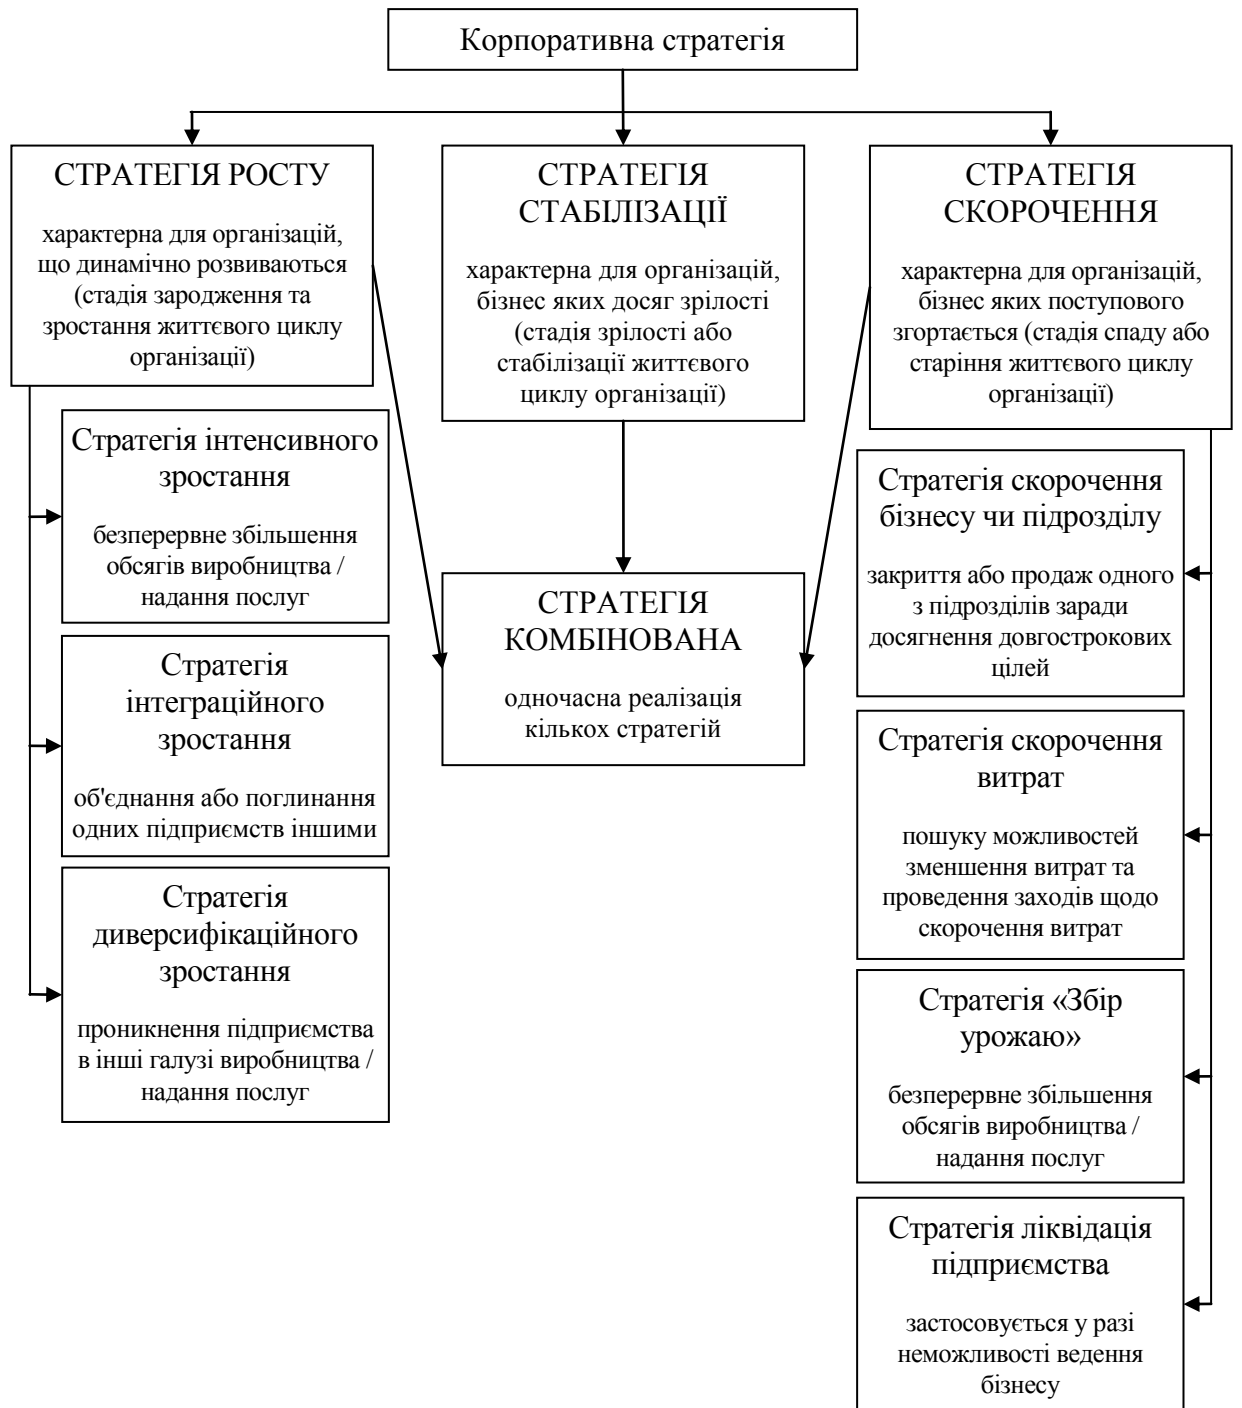 Корпоративна стратегія
СТРАТЕГІЯ РОСТУ
характерна для організацій,
що динамічно розвиваються
(стадія зародження та
зростання життєвого циклу
організації)
СТРАТЕГІЯ
СТАБІЛІЗАЦІЇ
характерна для організацій,
бізнес яких досяг зрілості
(стадія зрілості або
стабілізації життєвого
циклу організації)
СТРАТЕГІЯ
СКОРОЧЕННЯ
характерна для організацій,
бізнес яких поступового
згортається (стадія спаду або
старіння життєвого циклу
організації)
Стратегія інтенсивного
зростання
безперервне збільшення
обсягів виробництва /
надання послуг
Стратегія
інтеграційного
зростання
об'єднання або поглинання
одних підприємств іншими
Стратегія
диверсифікаційного
зростання
проникнення підприємства
в інші галузі виробництва /
надання послуг
СТРАТЕГІЯ
КОМБІНОВАНА
одночасна реалізація
кількох стратегій
Стратегія скорочення
бізнесу чи підрозділу
закриття або продаж одного
з підрозділів заради
досягнення довгострокових
цілей
Стратегія скорочення
витрат
пошуку можливостей
зменшення витрат та
проведення заходів щодо
скорочення витрат
Стратегія «Збір
урожаю»
безперервне збільшення
обсягів виробництва /
надання послуг
Стратегія ліквідація
підприємства
застосовується у разі
неможливості ведення
бізнесу